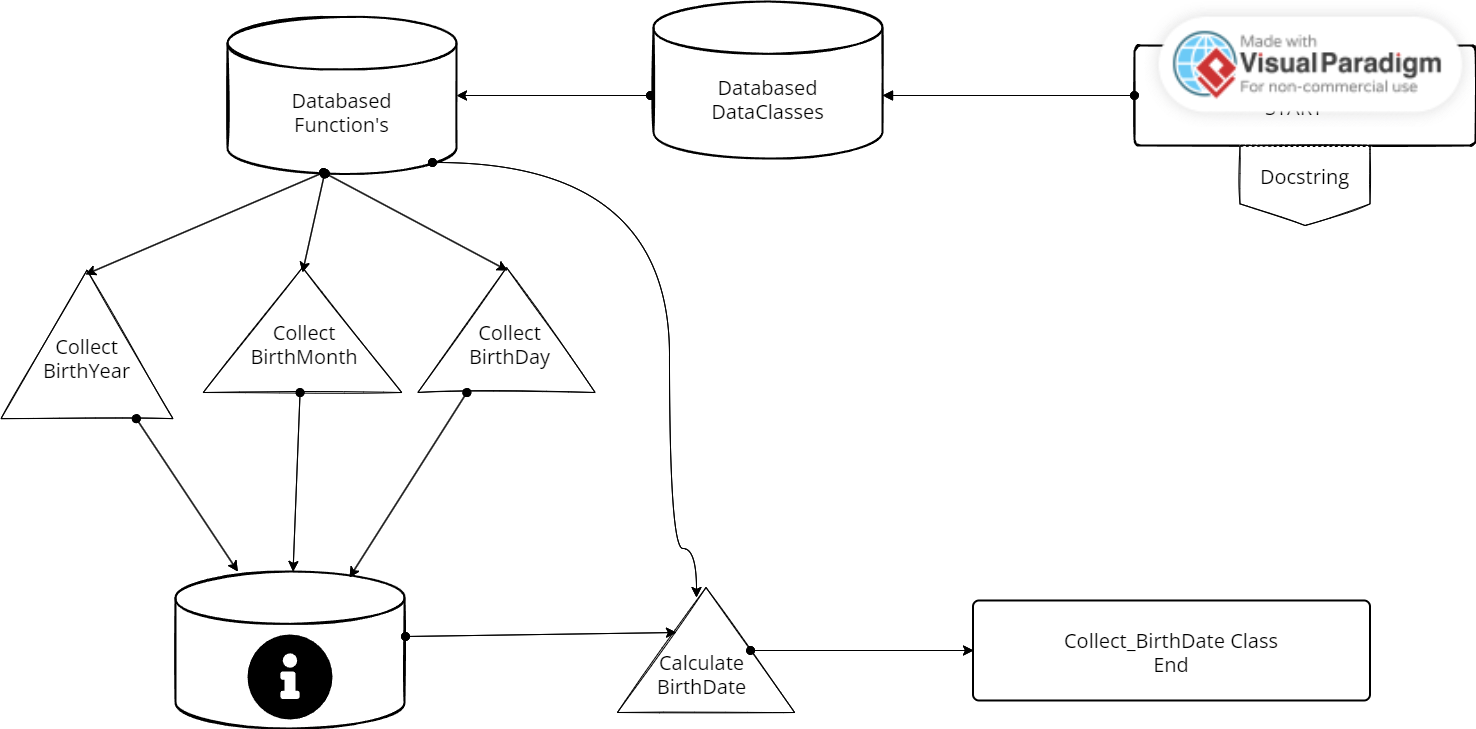 Made with
Visual Paradigm
For non-commercial use
START
Docstring
Databased
DataClasses
Databased
Function's
Collect
BirthYear
Collect
BirthMonth
Collect
BirthDay
Calculate
BirthDate
Collect_BirthDate Class
End